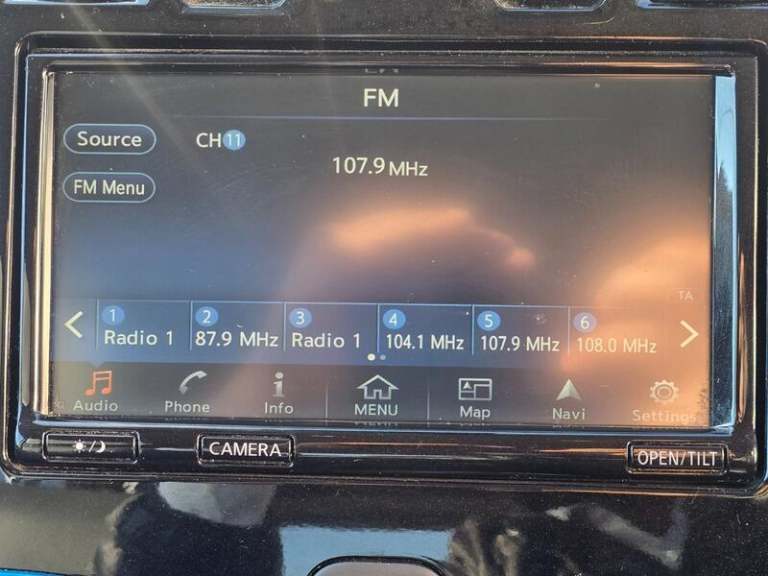 FM
Source
CH 11
107.9 MHz
FM Menu
TA
1 Radio 1
2 87.9 MHz
3 Radio 1
4 104.1 MHz
5 107.9 MHz
6 108.0 MHz
Audio
Phone
Info
MENU
Map
Navi
Settings
CAMERA
OPEN/TILT